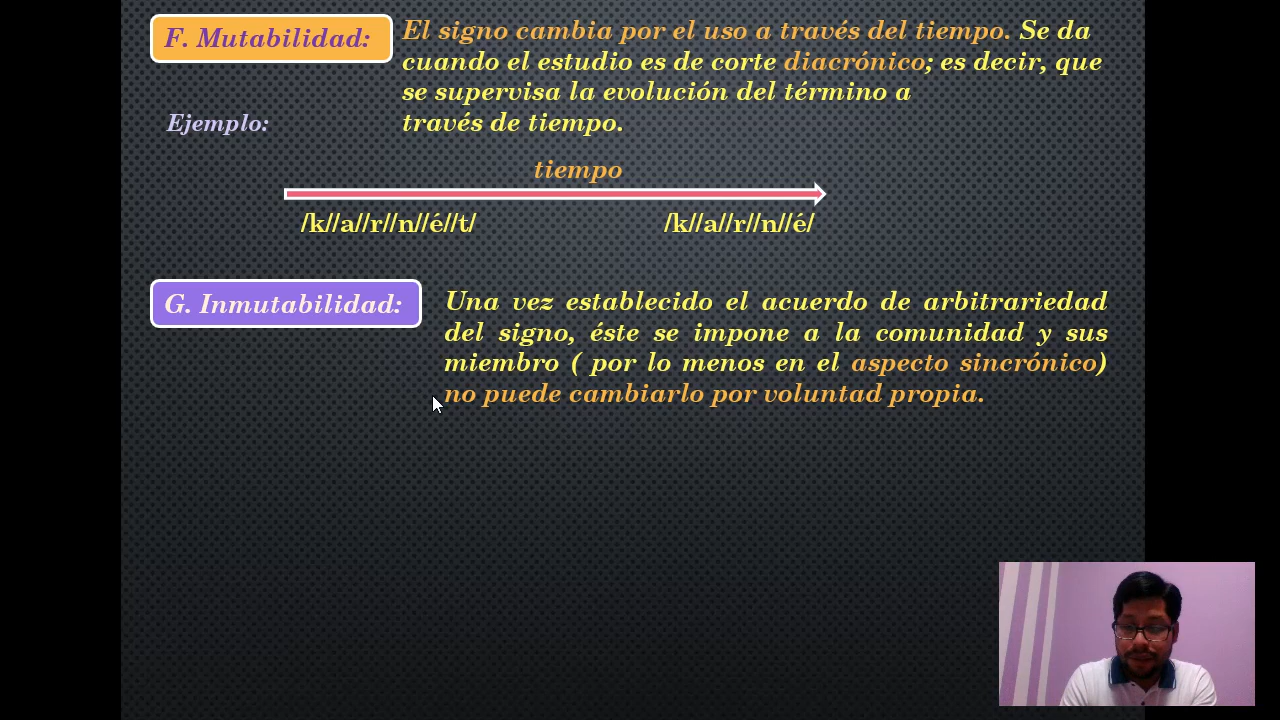 F. Mutabilidad:
El signo cambia por el uso a través del tiempo. Se da
cuando el estudio es de corte diacrónico; es decir, que
se supervisa la evolución del término a
Ejemplo:
través de tiempo.
tiempo
/k//a//r//n//é//t/
/k//a//r//n//é/
G. Inmutabilidad:
Una vez establecido el acuerdo de arbitrariedad
del signo, éste se impone a la comunidad y sus
miembro ( por lo menos en el aspecto sincrónico)
no puede cambiarlo por voluntad propia.